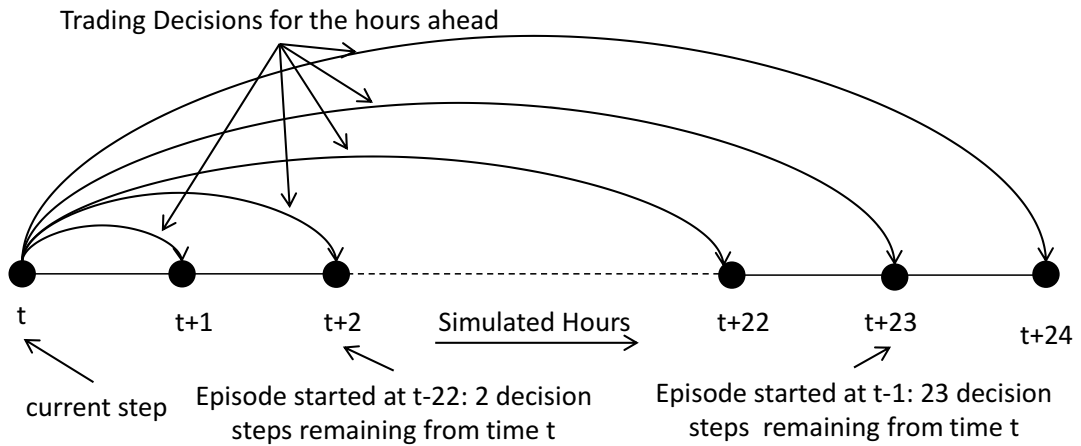 Trading Decisions for the hours ahead
t
t+1
t+2
Simulated Hours
t+22
t+23
t+24
current step
Episode started at t-22: 2 decision
steps remaining from time t
Episode started at t-1: 23 decision
steps remaining from time t